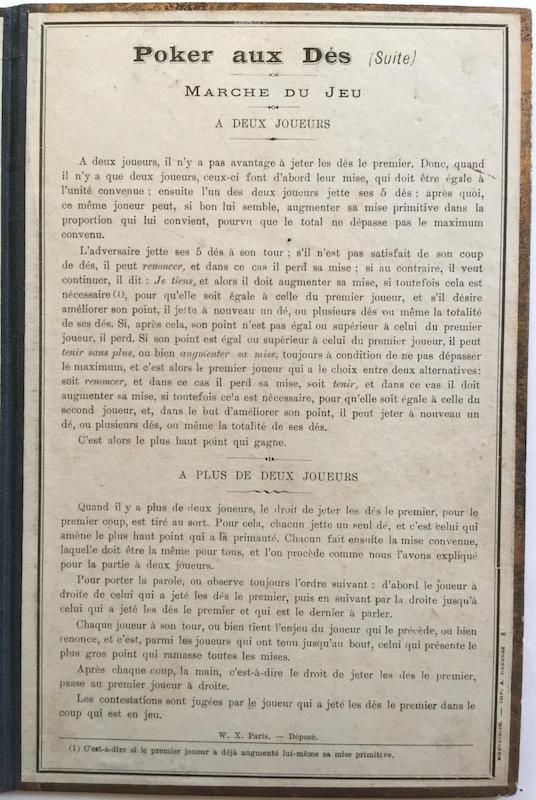 Poker aux Dés (Suite)
MARCHE DU JEU
A DEUX JOUEURS
A deux joueurs, il n'y a pas avantage à jeter les dés le premier. Donc, quand
il n'y a que deux joueurs, ceux-ci font d'abord leur mise, qui doit être égale à
l'unité convenue ; ensuite l'un des deux joueurs jette ses 5 dés ; après quoi,
ce même joueur peut, si bon lui semble, augmenter sa mise primitive dans la
proportion qui lui convient, pourvu que le total ne dépasse pas le maximum
convenu.
L'adversaire jette ses 5 dés à son tour ; s'il n'est pas satisfait de son coup
de dés, il peut renoncer, et dans ce cas il perd sa mise ; si au contraire, il veut
continuer, il dit : Je tiens, et alors il doit augmenter sa mise, si toutefois cela est
nécessaire (1), pour qu'elle soit égale à celle du premier joueur, et s'il désire
améliorer son point, il jette à nouveau un dé, ou plusieurs dés ou même la totalité
de ses dés. Si, après cela, son point n'est pas égal ou supérieur à celui du premier
joueur, il perd. Si son point est égal ou supérieur à celui du premier joueur, il peut
tenir sans plus, ou bien augmenter sa mise, toujours à condition de ne pas dépasser
le maximum, et c'est alors le premier joueur qui a le choix entre deux alternatives:
soit renoncer, et dans ce cas il perd sa mise, soit tenir, et dans ce cas il doit
augmenter sa mise, si toutefois cela est nécessaire, pour qu'elle soit égale à celle du
second joueur, et, dans le but d'améliorer son point, il peut jeter à nouveau un
dé, ou plusieurs dés, ou même la totalité de ses dés.
C'est alors le plus haut point qui gagne.
A PLUS DE DEUX JOUEURS
Quand il y a plus de deux joueurs, le droit de jeter les dés le premier, pour le
premier coup, est tiré au sort. Pour cela, chacun jette un seul dé, et c'est celui qui
amène le plus haut point qui a la primauté. Chacun fait ensuite la mise convenue,
laquelle doit être la même pour tous, et l'on procède comme nous l'avons expliqué
pour la partie à deux joueurs.
Pour porter la parole, on observe toujours l'ordre suivant : d'abord le joueur à
droite de celui qui a jeté les dés le premier, puis en suivant par la droite jusqu'à
celui qui a jeté les dés le premier et qui est le dernier à parler.
Chaque joueur à son tour, ou bien tient l'enjeu du joueur qui le précède, ou bien
renonce, et c'est, parmi les joueurs qui ont tenu jusqu'au bout, celui qui présente le
plus gros point qui ramasse toutes les mises.
Après chaque coup, la main, c'est-à-dire le droit de jeter les dés le premier,
passe au premier joueur à droite.
Les contestations sont jugées par le joueur qui a jeté les dés le premier dans le
coup qui est en jeu.
W. X. Paris. — Déposé.
(1) C'est-à-dire si le premier joueur a déjà augmenté lui-même sa mise primitive.